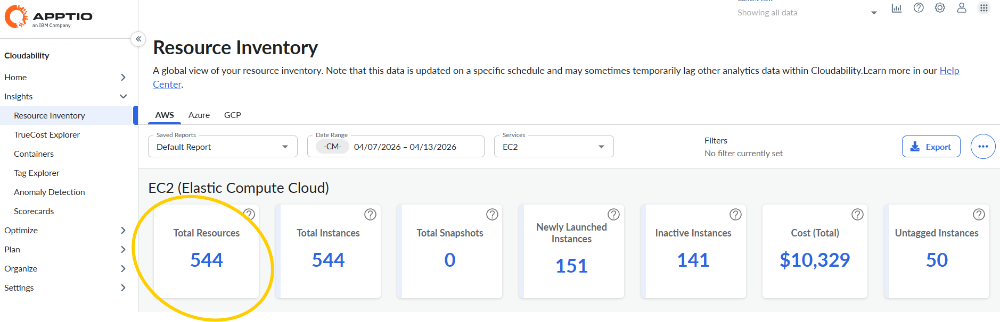 APPTIO
an IBM Company
Current view
Showing all data
Cloudability
Home
Insights
Resource Inventory
TrueCost Explorer
Containers
Tag Explorer
Anomaly Detection
Scorecards
Optimize
Plan
Organize
Settings
Resource Inventory
A global view of your resource inventory. Note that this data is updated on a specific schedule and may sometimes temporarily lag other analytics data within Cloudability.Learn more in our Help
Center.
AWS Azure GCP
Saved Reports
Default Report
Date Range
-CM- 04/07/2026 – 04/13/2026
Services
EC2
Filters
No filter currently set
Export
EC2 (Elastic Compute Cloud)
Total Resources
544
Total Instances
544
Total Snapshots
0
Newly Launched
Instances
151
Inactive Instances
141
Cost (Total)
$10,329
Untagged Instances
50